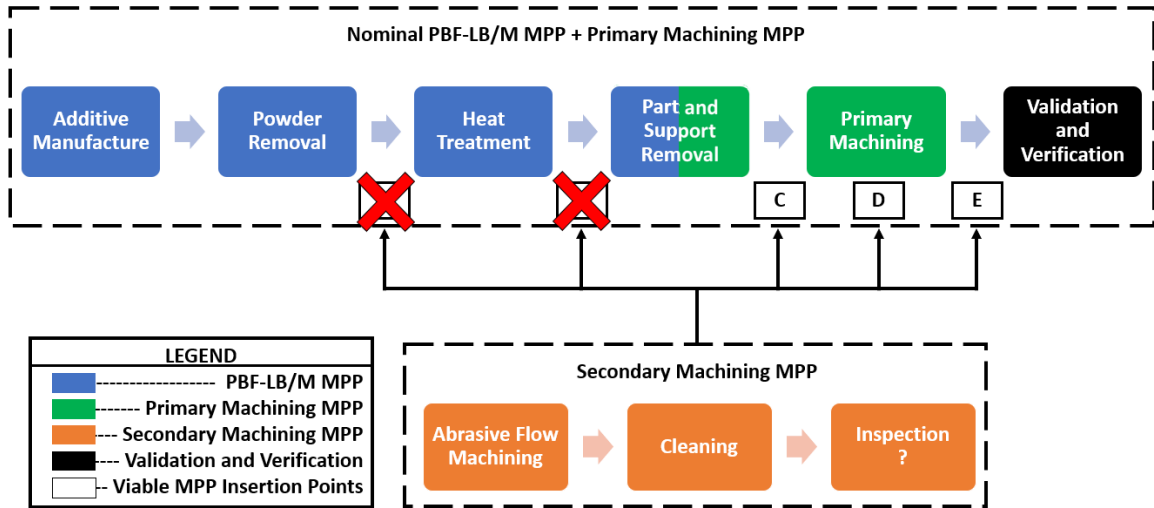 Nominal PBF-LB/M MPP + Primary Machining MPP
Additive
Manufacture
Powder
Removal
Heat
Treatment
Part and
Support
Removal
Primary
Machining
Validation
and
Verification
C
D
E
LEGEND
PBF-LB/M MPP
Primary Machining MPP
Secondary Machining MPP
Validation and Verification
Viable MPP Insertion Points
Secondary Machining MPP
Abrasive Flow
Machining
Cleaning
Inspection
?